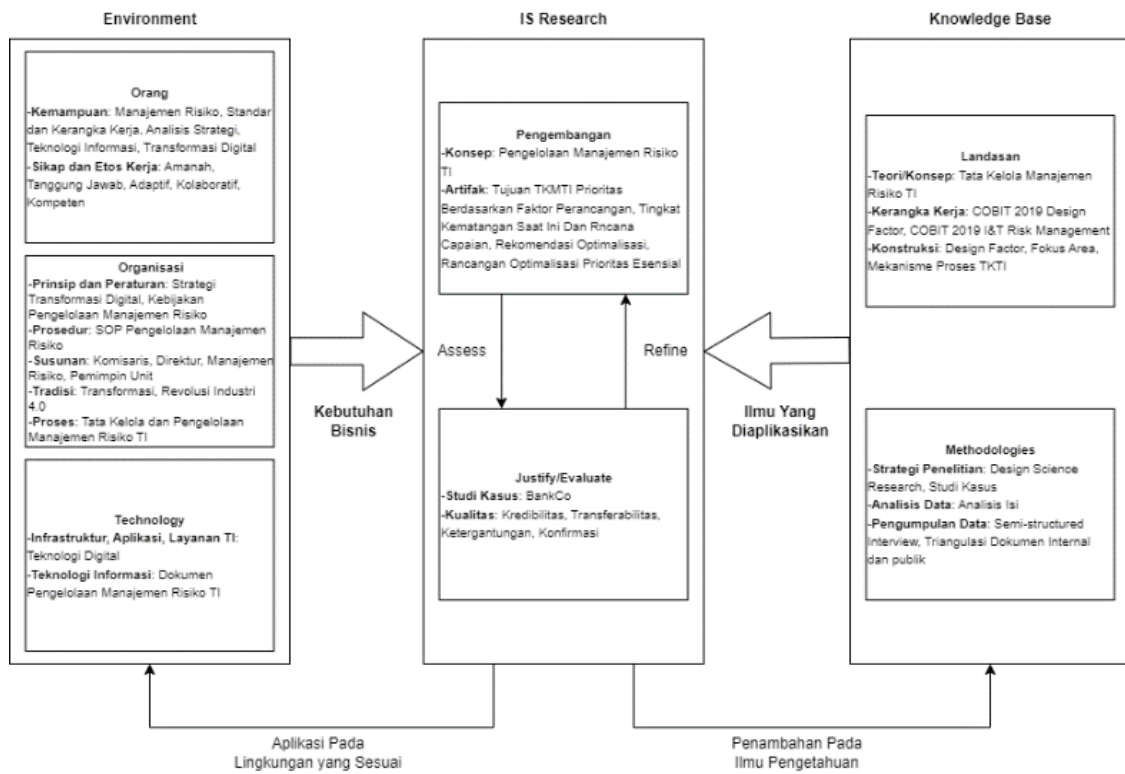 Environment
Orang
-Kemampuan: Manajemen Risiko, Standar
dan Kerangka Kerja, Analisis Strategi,
Teknologi Informasi, Transformasi Digital
-Sikap dan Etos Kerja: Amanah,
Tanggung Jawab, Adaptif, Kolaboratif,
Kompeten
Organisasi
-Prinsip dan Peraturan: Strategi
Transformasi Digital, Kebijakan
Pengelolaan Manajemen Risiko
-Prosedur: SOP Pengelolaan Manajemen
Risiko
-Susunan: Komisaris, Direktur, Manajemen
Risiko, Pemimpin Unit
-Tradisi: Transformasi, Revolusi Industri
4.0
-Proses: Tata Kelola dan Pengelolaan
Manajemen Risiko TI
Technology
-Infrastruktur, Aplikasi, Layanan TI:
Teknologi Digital
-Teknologi Informasi: Dokumen
Pengelolaan Manajemen Risiko TI
Kebutuhan
Bisnis
IS Research
Pengembangan
-Konsep: Pengelolaan Manajemen Risiko
TI
-Artifak: Tujuan TKMTI Prioritas
Berdasarkan Faktor Perancangan, Tingkat
Kematangan Saat Ini Dan Rncana
Capaian, Rekomendasi Optimalisasi,
Rancangan Optimalisasi Prioritas Esensial
Assess
Refine
Justify/Evaluate
-Studi Kasus: BankCo
-Kualitas: Kredibilitas, Transferabilitas,
Ketergantungan, Konfirmasi
Ilmu Yang
Diaplikasikan
Knowledge Base
Landasan
-Teori/Konsep: Tata Kelola Manajemen
Risiko TI
-Kerangka Kerja: COBIT 2019 Design
Factor, COBIT 2019 I&T Risk Management
-Konstruksi: Design Factor, Fokus Area,
Mekanisme Proses TKTI
Methodologies
-Strategi Penelitian: Design Science
Research, Studi Kasus
-Analisis Data: Analisis Isi
-Pengumpulan Data: Semi-structured
Interview, Triangulasi Dokumen Internal
dan publik
Aplikasi Pada
Lingkungan yang Sesuai
Penambahan Pada
Ilmu Pengetahuan